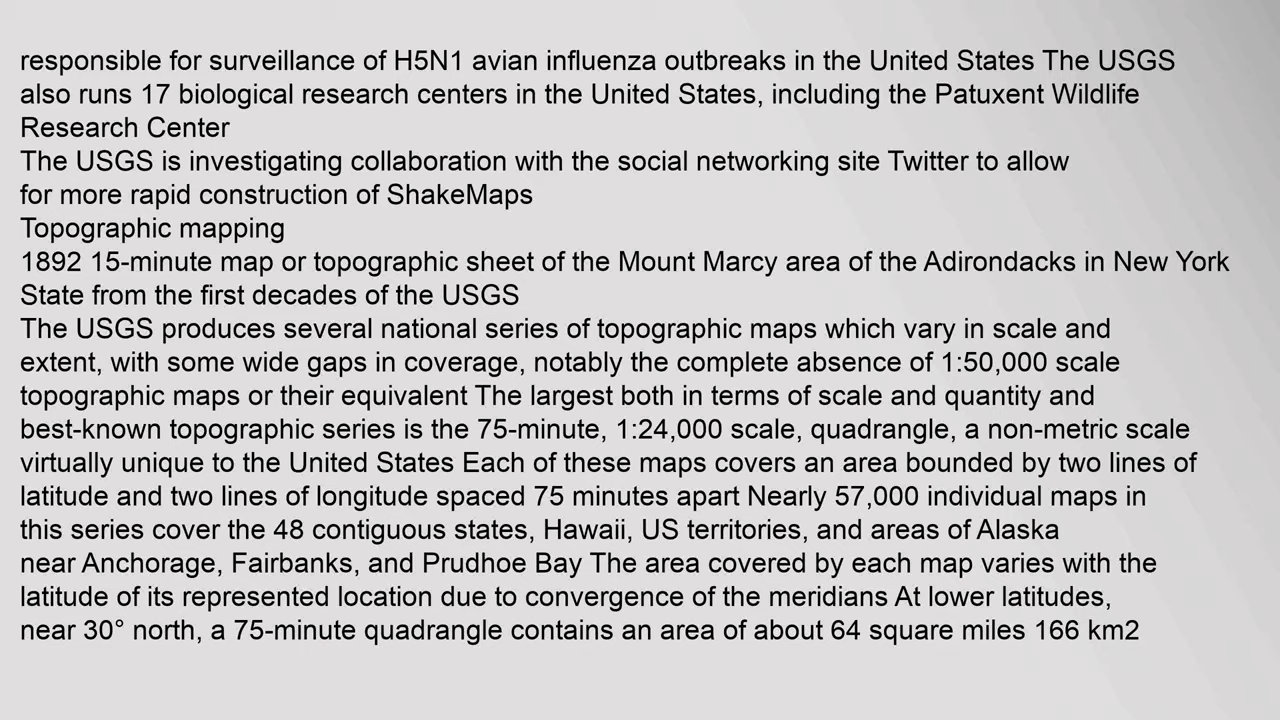 responsible for surveillance of H5N1 avian influenza outbreaks in the United States The USGS
also runs 17 biological research centers in the United States, including the Patuxent Wildlife
Research Center
The USGS is investigating collaboration with the social networking site Twitter to allow
for more rapid construction of ShakeMaps
Topographic mapping
1892 15-minute map or topographic sheet of the Mount Marcy area of the Adirondacks in New York
State from the first decades of the USGS
The USGS produces several national series of topographic maps which vary in scale and
extent, with some wide gaps in coverage, notably the complete absence of 1:50,000 scale
topographic maps or their equivalent The largest both in terms of scale and quantity and
best-known topographic series is the 75-minute, 1:24,000 scale, quadrangle, a non-metric scale
virtually unique to the United States Each of these maps covers an area bounded by two lines of
latitude and two lines of longitude spaced 75 minutes apart Nearly 57,000 individual maps in
this series cover the 48 contiguous states, Hawaii, US territories, and areas of Alaska
near Anchorage, Fairbanks, and Prudhoe Bay The area covered by each map varies with the
latitude of its represented location due to convergence of the meridians At lower latitudes,
near 30° north, a 75-minute quadrangle contains an area of about 64 square miles 166 km2